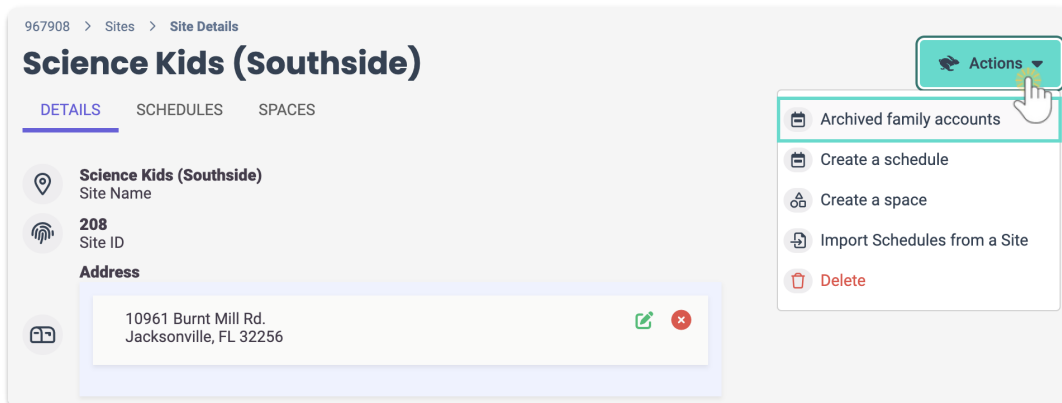 967908 > Sites > Site Details
Science Kids (Southside)
Actions
DETAILS SCHEDULES SPACES
Archived family accounts
Create a schedule
Create a space
Import Schedules from a Site
Delete
Science Kids (Southside)
Site Name
208
Site ID
Address
10961 Burnt Mill Rd.
Jacksonville, FL 32256